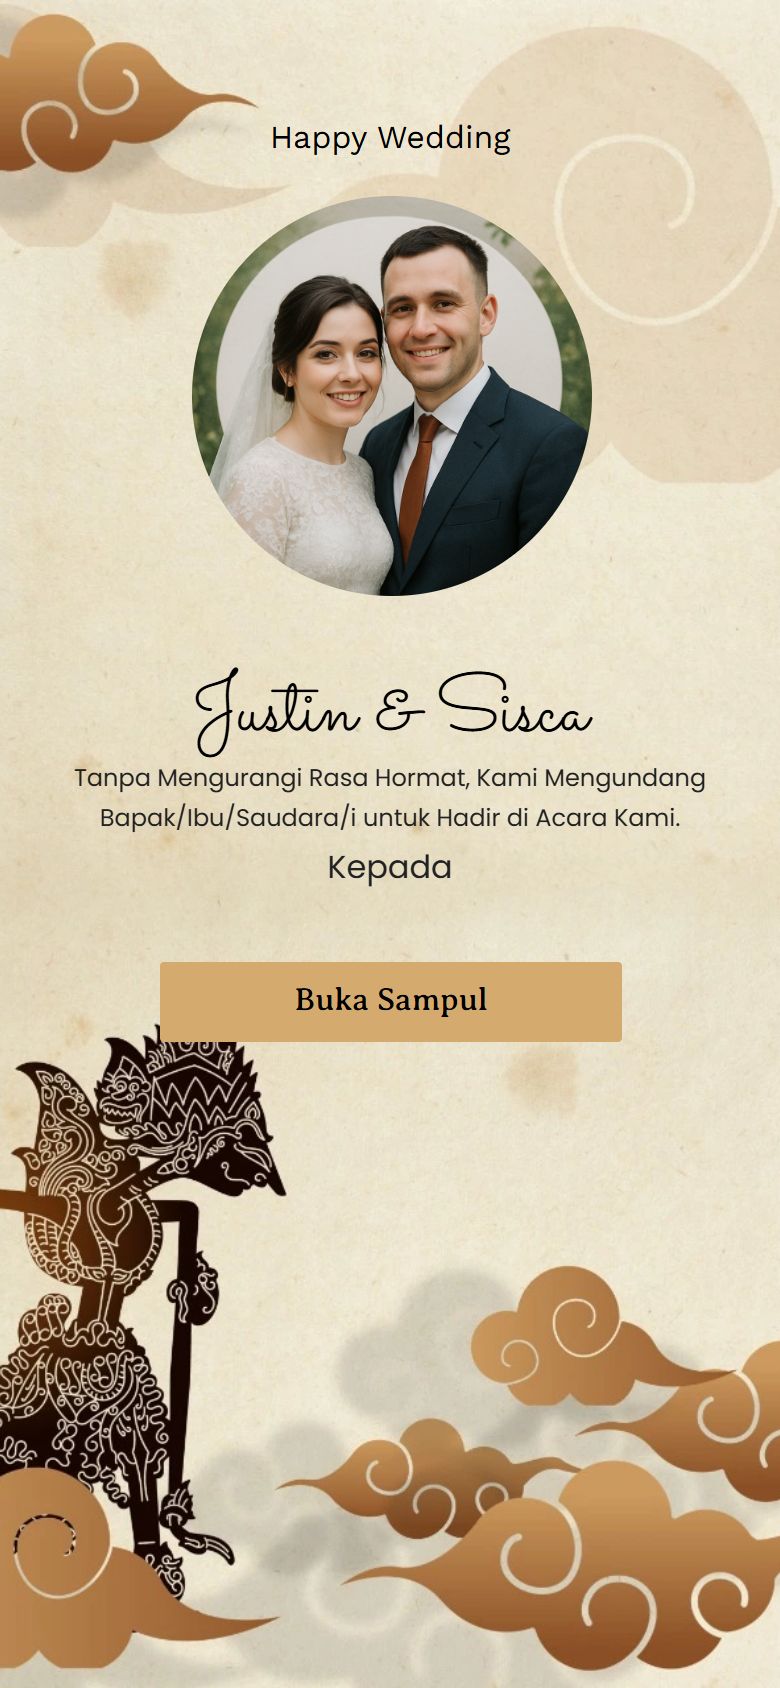 Happy Wedding
Justin & Sisca
Tanpa Mengurangi Rasa Hormat, Kami Mengundang
Bapak/Ibu/Saudara/i untuk Hadir di Acara Kami.
Kepada
Buka Sampul